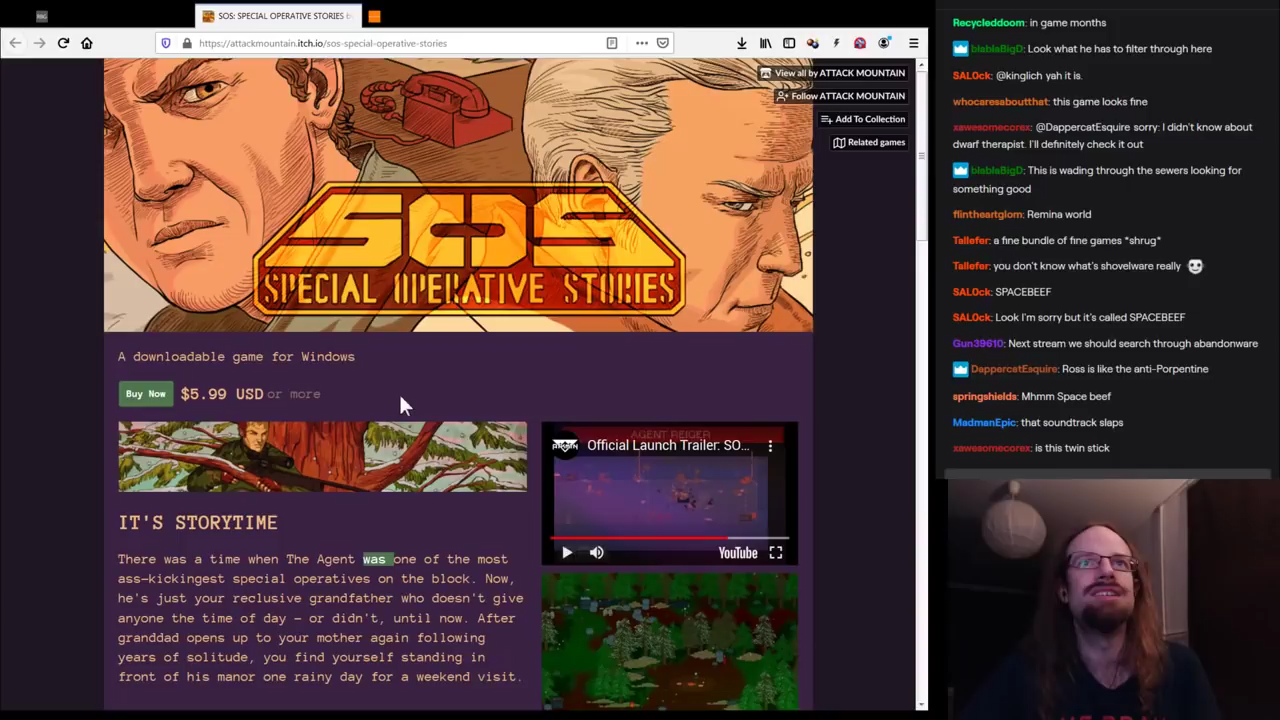 SOS: SPECIAL OPERATIVE STORIES b
https://attackmountain.itch.io/sos-special-operative-stories
View all by ATTACK MOUNTAIN
Follow ATTACK MOUNTAIN
Add To Collection
Related games
SOS
SPECIAL OPERATIVE STORIES
A downloadable game for Windows
Buy Now $5.99 USD or more
AGENT REIGER
Official Launch Trailer: SO...
YouTube
IT'S STORYTIME
There was a time when The Agent was one of the most
ass-kickingest special operatives on the block. Now,
he's just your reclusive grandfather who doesn't give
anyone the time of day – or didn't, until now. After
granddad opens up to your mother again following
years of solitude, you find yourself standing in
front of his manor one rainy day for a weekend visit.
Recycleddoom: in game months
blablaBigD: Look what he has to filter through here
SAL0ck: @kinglich yah it is.
whocaresaboutthat: this game looks fine
xawesomecorex: @DappercatEsquire sorry: I didn't know about
dwarf therapist. I'll definitely check it out
blablaBigD: This is wading through the sewers looking for
something good
flintheartglom: Remina world
Tallefer: a fine bundle of fine games *shrug*
Tallefer: you don't know what's shovelware really
SAL0ck: SPACEBEEF
SAL0ck: Look I'm sorry but it's called SPACEBEEF
Gun39610: Next stream we should search through abandonware
DappercatEsquire: Ross is like the anti-Porpentine
springshields: Mhmm Space beef
MadmanEpic: that soundtrack slaps
xawesomecorex: is this twin stick